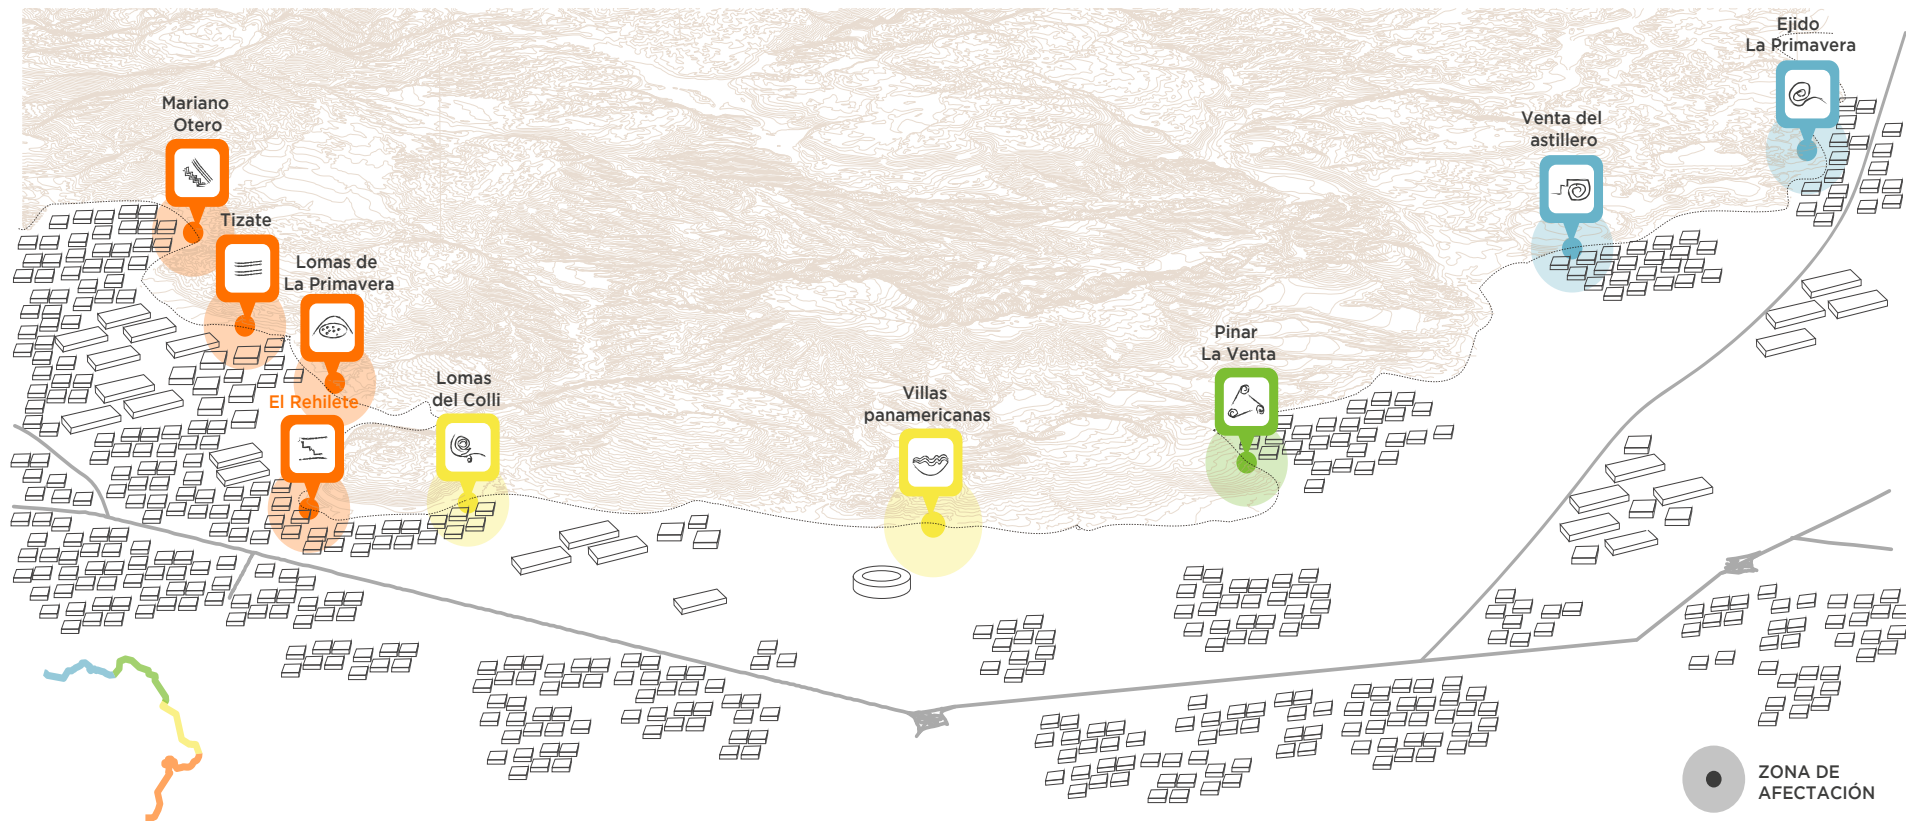 Mariano
Otero
Tizate
Lomas de
La Primavera
El Rehilete
Lomas
del Colli
Villas
panamericanas
Pinar
La Venta
Venta del
astillero
Ejido
La Primavera
ZONA DE
AFECTACIÓN